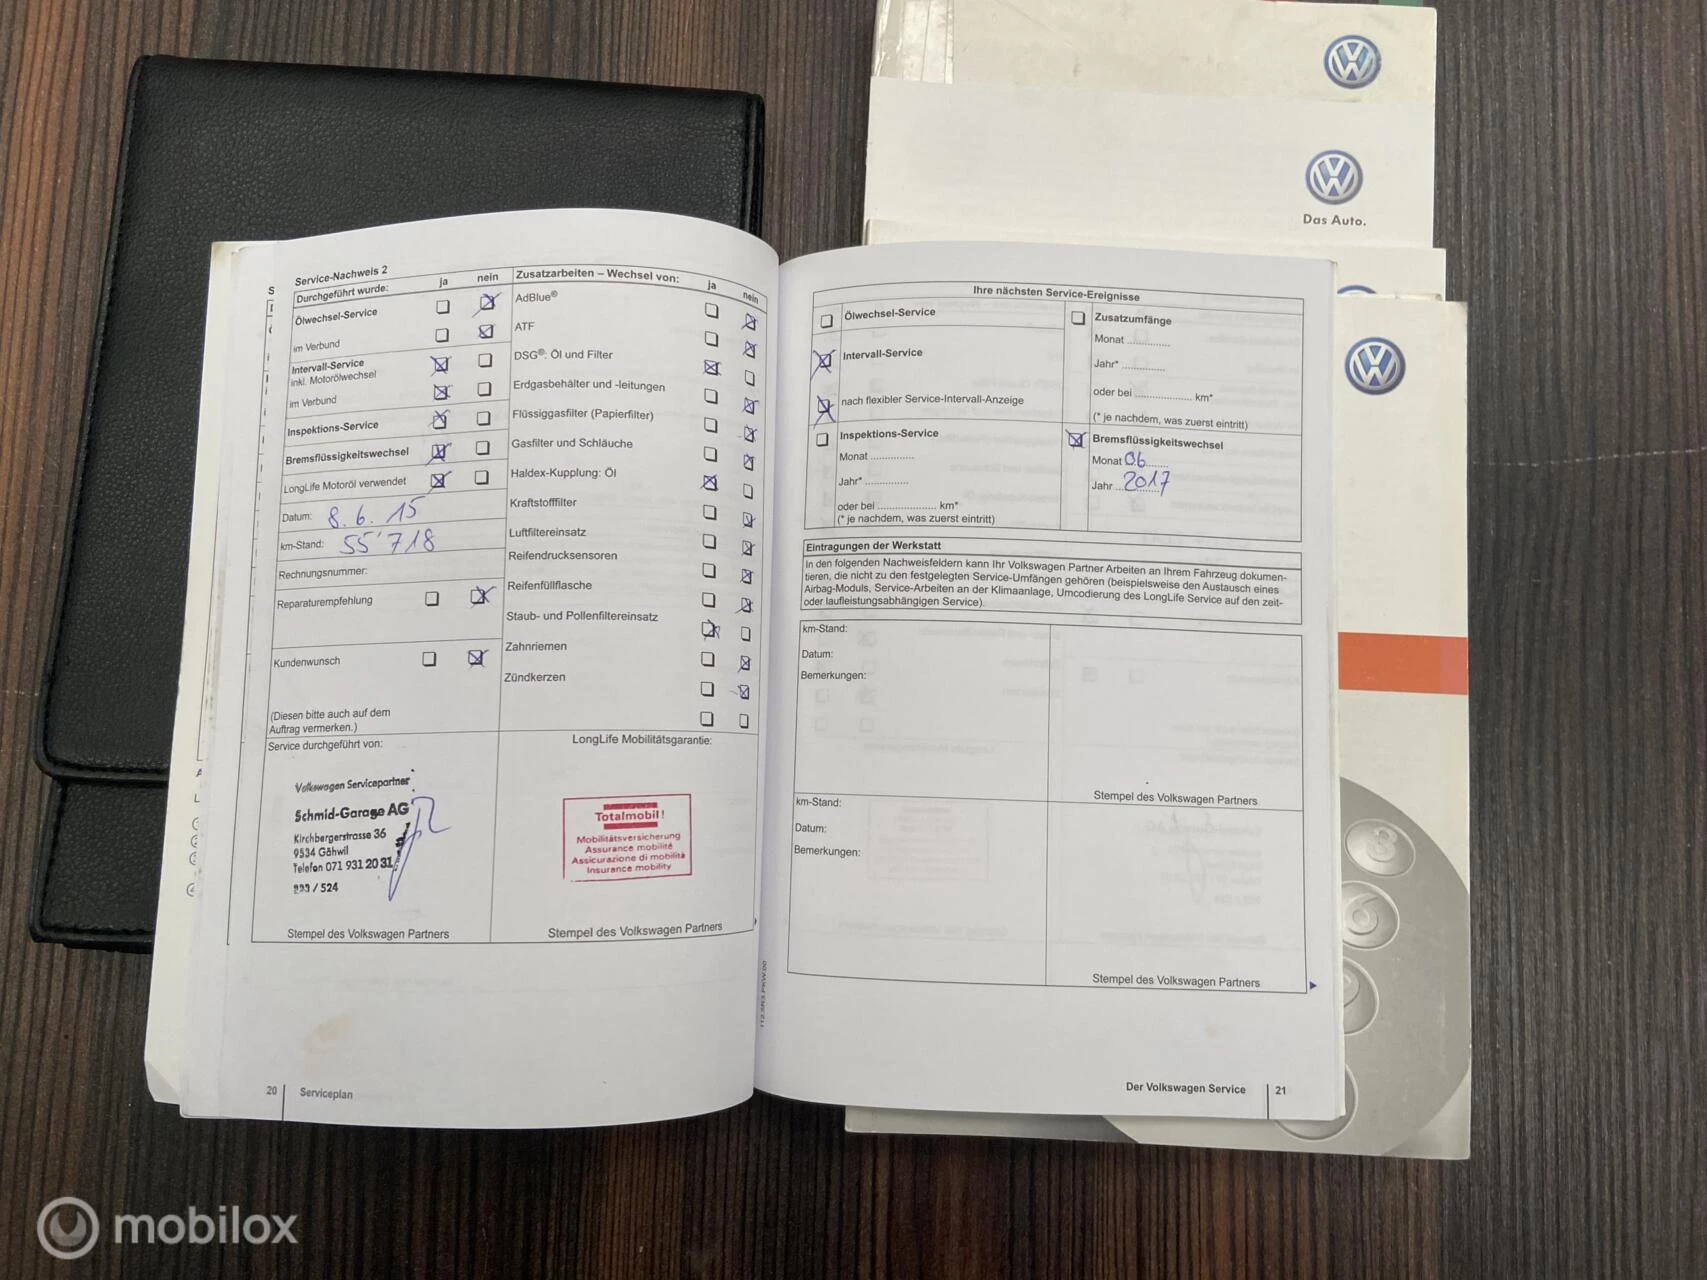 Das Auto.
Service-Nachweis 2
Durchgeführt wurde:
ja
nein
Ölwechsel-Service
im Verbund
Intervall-Service
inkl. Motorölwechsel
im Verbund
Inspektions-Service
Bremsflüssigkeitswechsel
LongLife Motoröl verwendet
Datum: 8.6.15
km-Stand: 55'718
Rechnungsnummer:
Reparaturempfehlung
Kundenwunsch
(Diesen bitte auch auf dem
Auftrag vermerken.)
Zusatzarbeiten – Wechsel von:
ja
nein
AdBlue®
ATF
DSG®: Öl und Filter
Erdgasbehälter und -leitungen
Flüssiggasfilter (Papierfilter)
Gasfilter und Schläuche
Haldex-Kupplung: Öl
Kraftstofffilter
Luftfiltereinsatz
Reifendrucksensoren
Reifenfüllflasche
Staub- und Pollenfiltereinsatz
Zahnriemen
Zündkerzen
Service durchgeführt von:
Volkswagen Servicepartner
Schmid-Garage AG
Kirchbergerstrasse 36
9534 Gähwil
Telefon 071 931 20 31
/ 524
Stempel des Volkswagen Partners
LongLife Mobilitätsgarantie:
Totalmobil!
Mobilitätsversicherung
Assurance mobilité
Assicurazione di mobilità
Insurance mobility
Stempel des Volkswagen Partners
20
Serviceplan
Ihre nächsten Service-Ereignisse
Ölwechsel-Service
Intervall-Service
nach flexibler Service-Intervall-Anzeige
Inspektions-Service
Monat ..............
Jahr* ..............
oder bei ................... km*
(* je nachdem, was zuerst eintritt)
Zusatzumfänge
Monat ..............
Jahr* ..............
oder bei ................... km*
(* je nachdem, was zuerst eintritt)
Bremsflüssigkeitswechsel
Monat 06
Jahr 2017
Eintragungen der Werkstatt
In den folgenden Nachweisfeldern kann Ihr Volkswagen Partner Arbeiten an Ihrem Fahrzeug dokumen-
tieren, die nicht zu den festgelegten Service-Umfängen gehören (beispielsweise den Austausch eines
Airbag-Moduls, Service-Arbeiten an der Klimaanlage, Umcodierung des LongLife Service auf den zeit-
oder laufleistungsabhängigen Service).
km-Stand:
Datum:
Bemerkungen:
Stempel des Volkswagen Partners
km-Stand:
Datum:
Bemerkungen:
Stempel des Volkswagen Partners
Der Volkswagen Service
21
mobilox